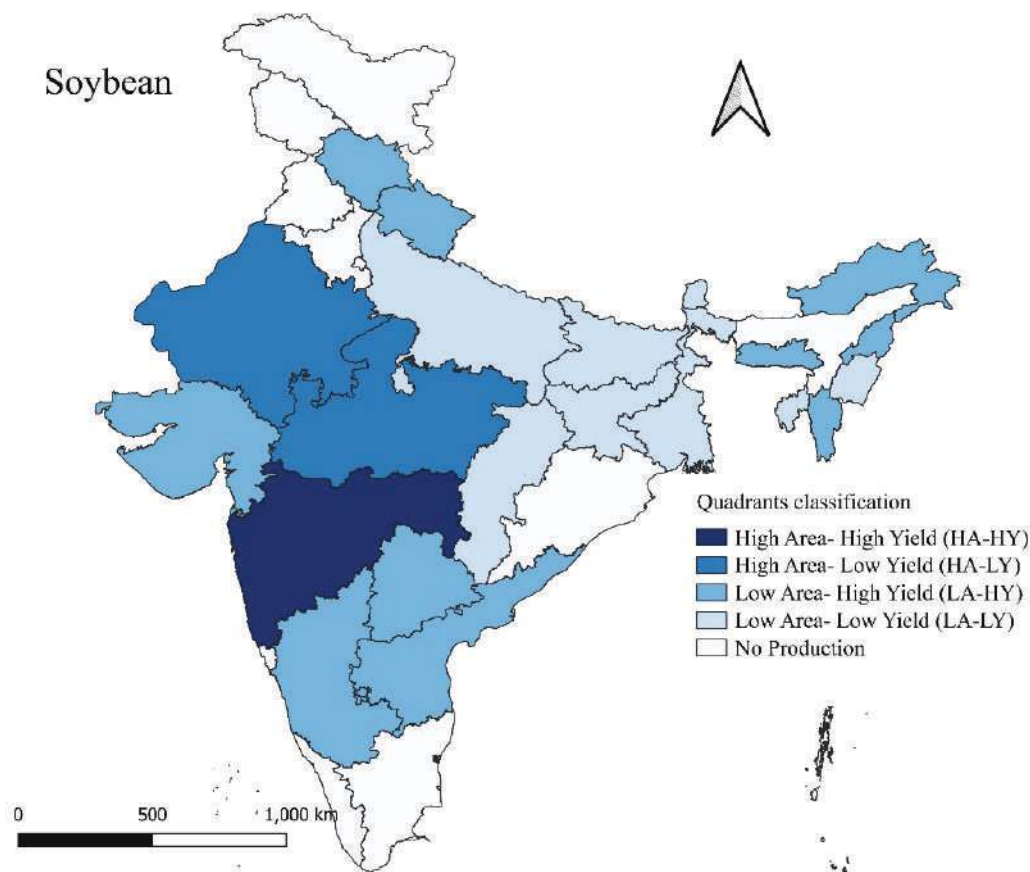 Soybean
Quadrants classification
High Area- High Yield (HA-HY)
High Area- Low Yield (HA-LY)
Low Area- High Yield (LA-HY)
Low Area- Low Yield (LA-LY)
No Production
0 500 1,000 km